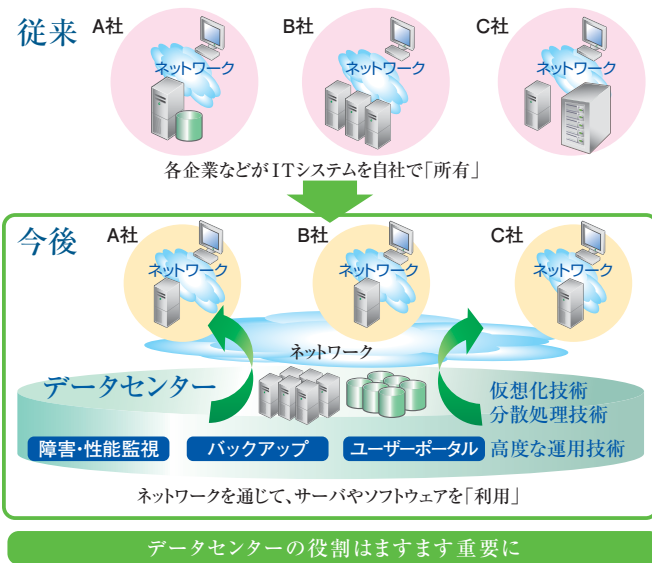 従来
A社
B社
C社
ネットワーク
ネットワーク
ネットワーク
各企業などがITシステムを自社で「所有」
今後
A社
B社
C社
ネットワーク
ネットワーク
ネットワーク
ネットワーク
データセンター
仮想化技術
分散処理技術
障害・性能監視
バックアップ
ユーザーポータル
高度な運用技術
ネットワークを通じて、サーバやソフトウェアを「利用」
データセンターの役割はますます重要に